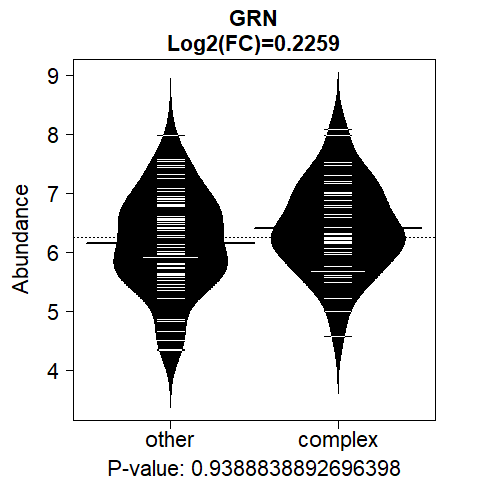 GRN
Log2(FC)=0.2259
Abundance
9
8
7
6
5
4
other complex
P-value: 0.9388838892696398